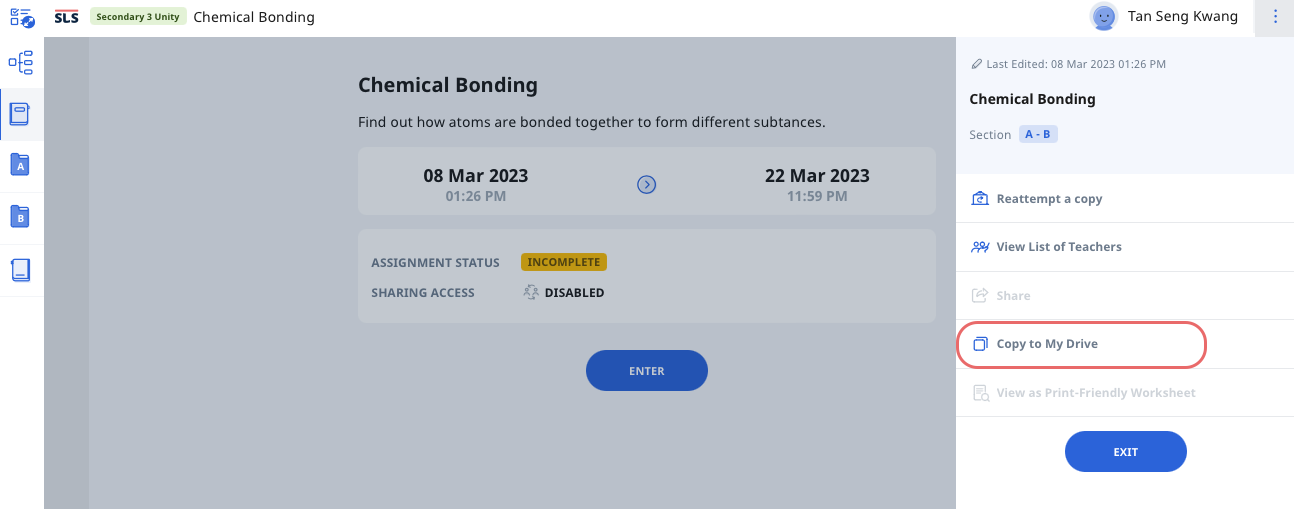 SLS Secondary 3 Unity Chemical Bonding
Tan Seng Kwang
A
B
Chemical Bonding
Find out how atoms are bonded together to form different subtances.
08 Mar 2023
01:26 PM
22 Mar 2023
11:59 PM
ASSIGNMENT STATUS INCOMPLETE
SHARING ACCESS DISABLED
ENTER
Last Edited: 08 Mar 2023 01:26 PM
Chemical Bonding
Section A - B
Reattempt a copy
View List of Teachers
Share
Copy to My Drive
View as Print-Friendly Worksheet
EXIT